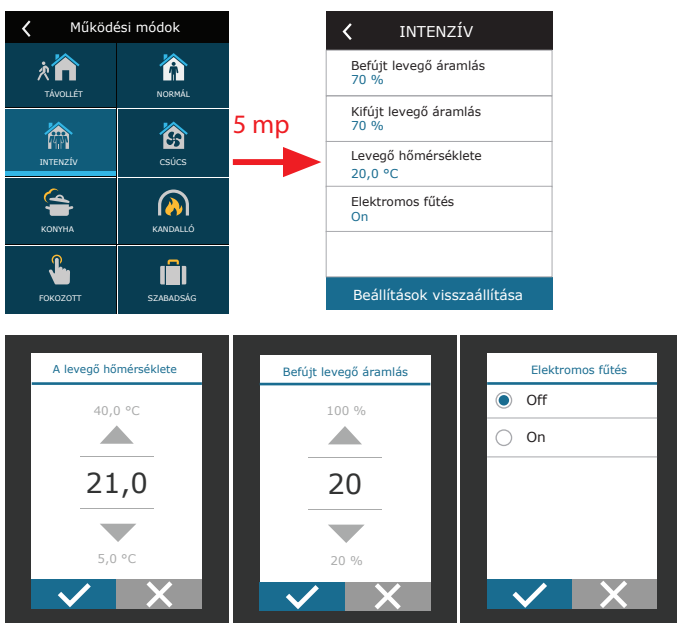 Működési módok
TÁVOLLÉT
NORMÁL
INTENZÍV
CSÚCS
KONYHA
KANDALLÓ
FOKOZOTT
SZABADSÁG
5 mp
INTENZÍV
Befújt levegő áramlás
70 %
Kifújt levegő áramlás
70 %
Levegő hőmérséklete
20,0 °C
Elektromos fűtés
On
Beállítások visszaállítása
A levegő hőmérséklete
40,0 °C
21,0
5,0 °C
Befújt levegő áramlás
100 %
20
20 %
Elektromos fűtés
Off
On